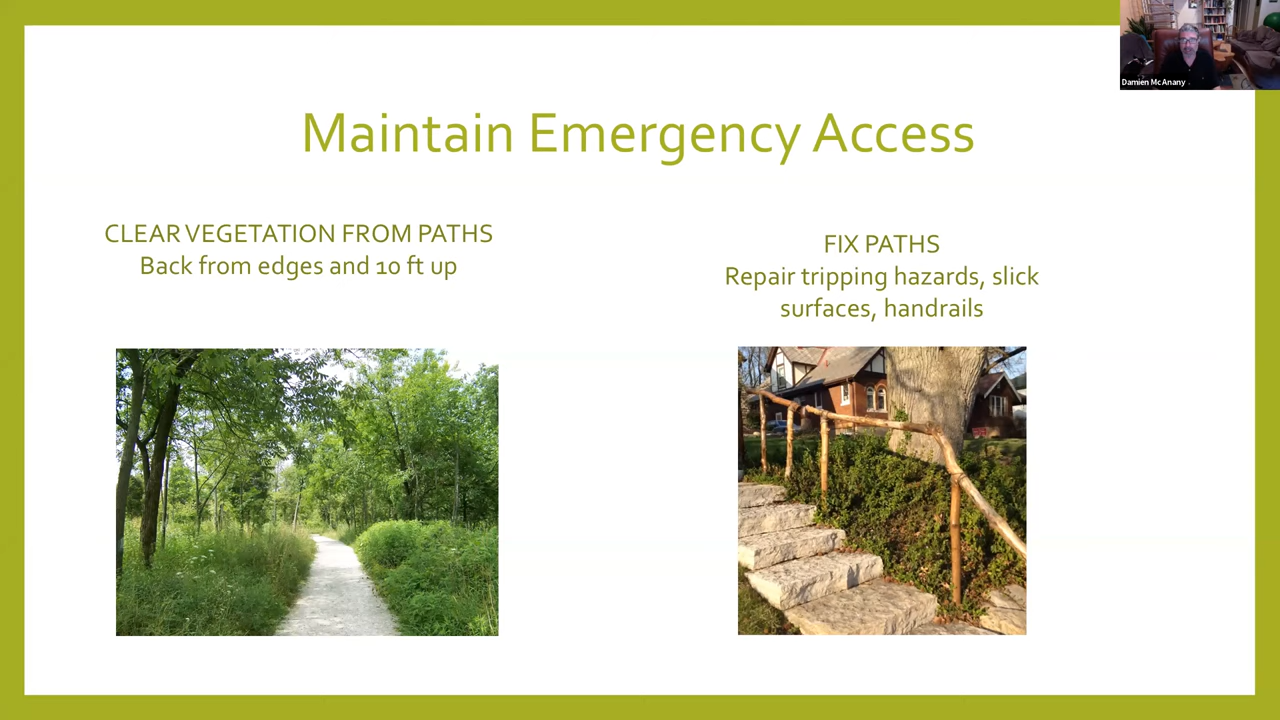 Damien Mc Anany
Maintain Emergency Access
CLEAR VEGETATION FROM PATHS
Back from edges and 10 ft up
FIX PATHS
Repair tripping hazards, slick
surfaces, handrails